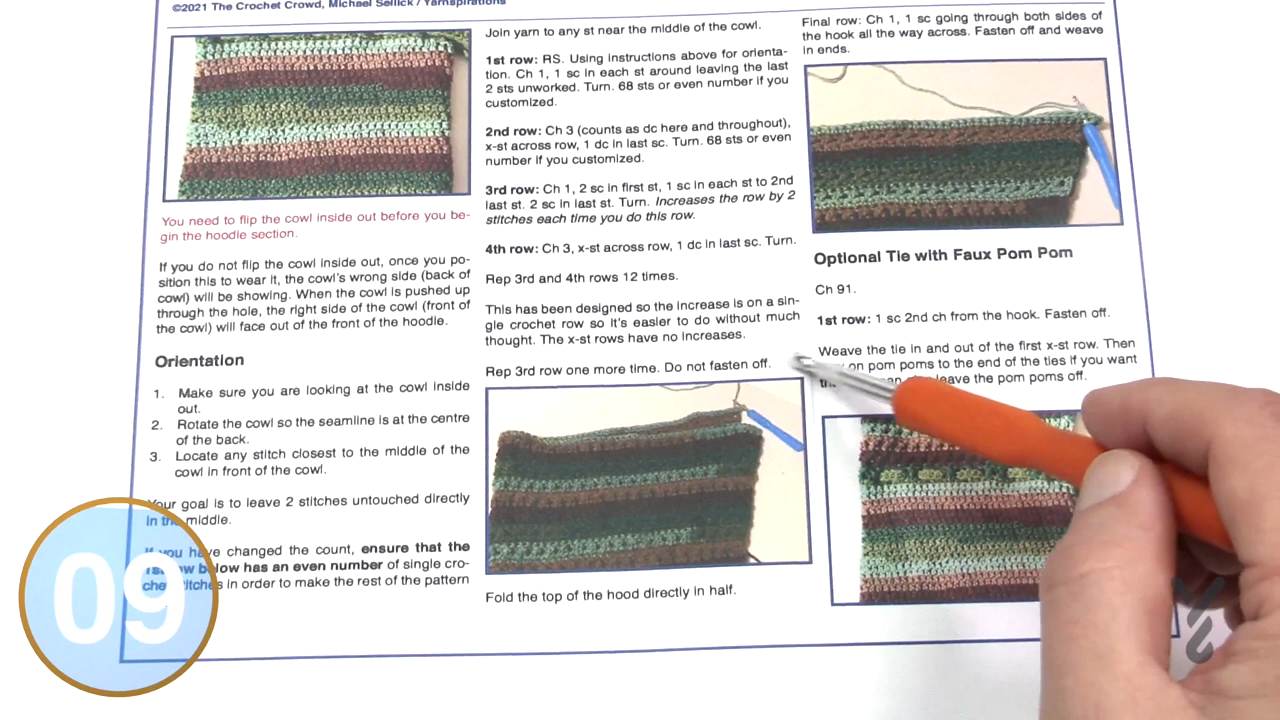 ©2021 The Crochet Crowd, Michael Sellick / Yarnspirations
You need to flip the cowl inside out before you be-
gin the hoodie section.
If you do not flip the cowl inside out, once you po-
sition this to wear it, the cowl's wrong side (back of
cowl) will be showing. When the cowl is pushed up
through the hole, the right side of the cowl (front of
the cowl) will face out of the front of the hoodie.
Orientation
1. Make sure you are looking at the cowl inside
out.
2. Rotate the cowl so the seamline is at the centre
of the back.
3. Locate any stitch closest to the middle of the
cowl in front of the cowl.
Your goal is to leave 2 stitches untouched directly
in the middle.
If you have changed the count, ensure that the
1st row below has an even number of single cro-
chet stitches in order to make the rest of the pattern
Join yarn to any st near the middle of the cowl.
1st row: RS. Using instructions above for orienta-
tion. Ch 1, 1 sc in each st around leaving the last
2 sts unworked. Turn. 68 sts or even number if you
customized.
2nd row: Ch 3 (counts as dc here and throughout),
x-st across row, 1 dc in last sc. Turn. 68 sts or even
number if you customized.
3rd row: Ch 1, 2 sc in first st, 1 sc in each st to 2nd
last st. 2 sc in last st. Turn. Increases the row by 2
stitches each time you do this row.
4th row: Ch 3, x-st across row, 1 dc in last sc. Turn.
Rep 3rd and 4th rows 12 times.
This has been designed so the increase is on a sin-
gle crochet row so it's easier to do without much
thought. The x-st rows have no increases.
Rep 3rd row one more time. Do not fasten off.
Fold the top of the hood directly in half.
Final row: Ch 1, 1 sc going through both sides of
the hook all the way across. Fasten off and weave
in ends.
Optional Tie with Faux Pom Pom
Ch 91.
1st row: 1 sc 2nd ch from the hook. Fasten off.
Weave the tie in and out of the first x-st row. Then
on pom poms to the end of the ties if you want
leave the pom poms off.
09